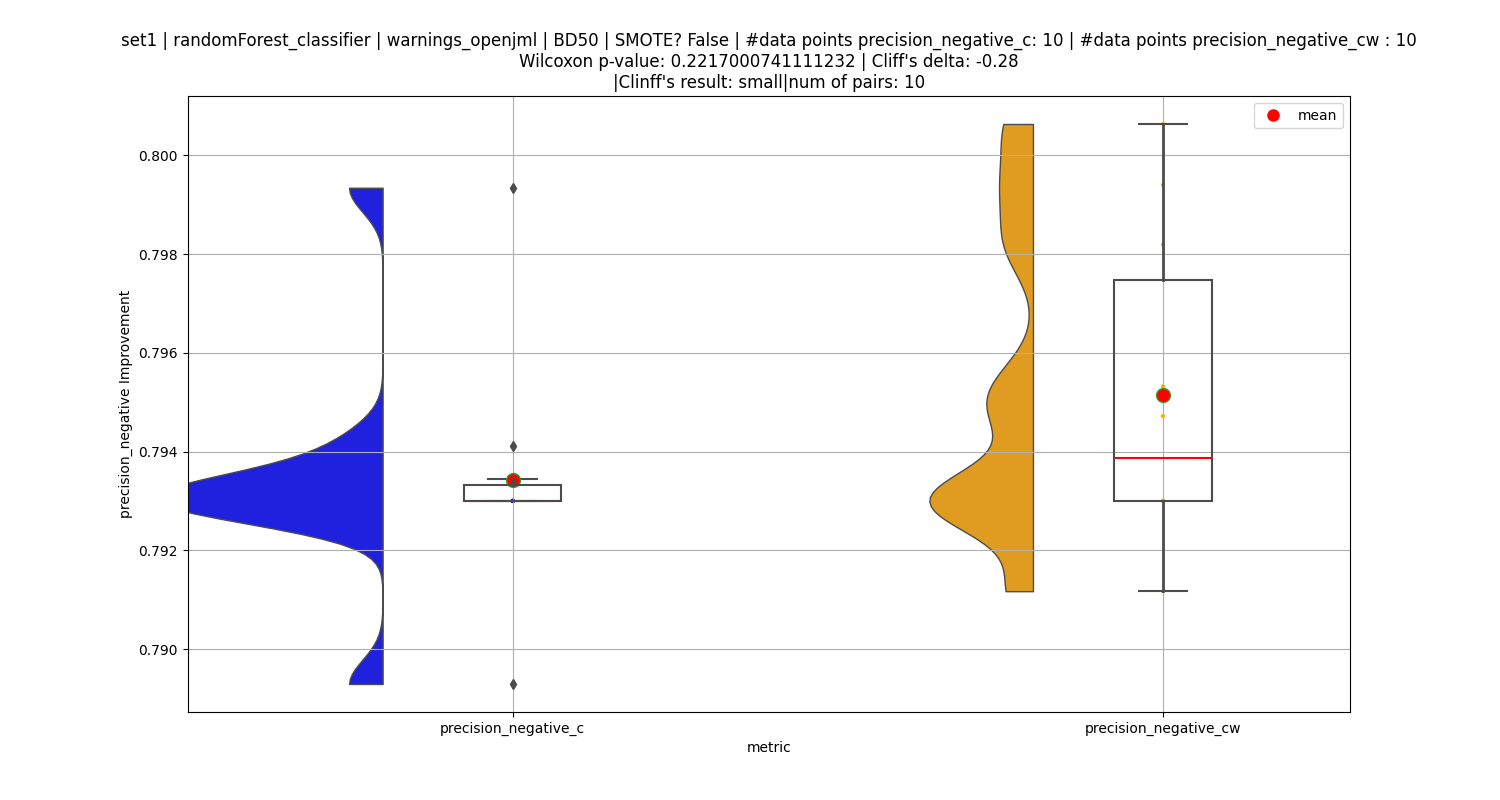 set1 | randomForest_classifier | warnings_openjml | BD50 | SMOTE? False | #data points precision_negative_c: 10 | #data points precision_negative_cw : 10
Wilcoxon p-value: 0.2217000741111232 | Cliff's delta: -0.28
|Clinff's result: small|num of pairs: 10
mean
precision_negative Improvement
0.800
0.798
0.796
0.794
0.792
0.790
precision_negative_c
precision_negative_cw
metric